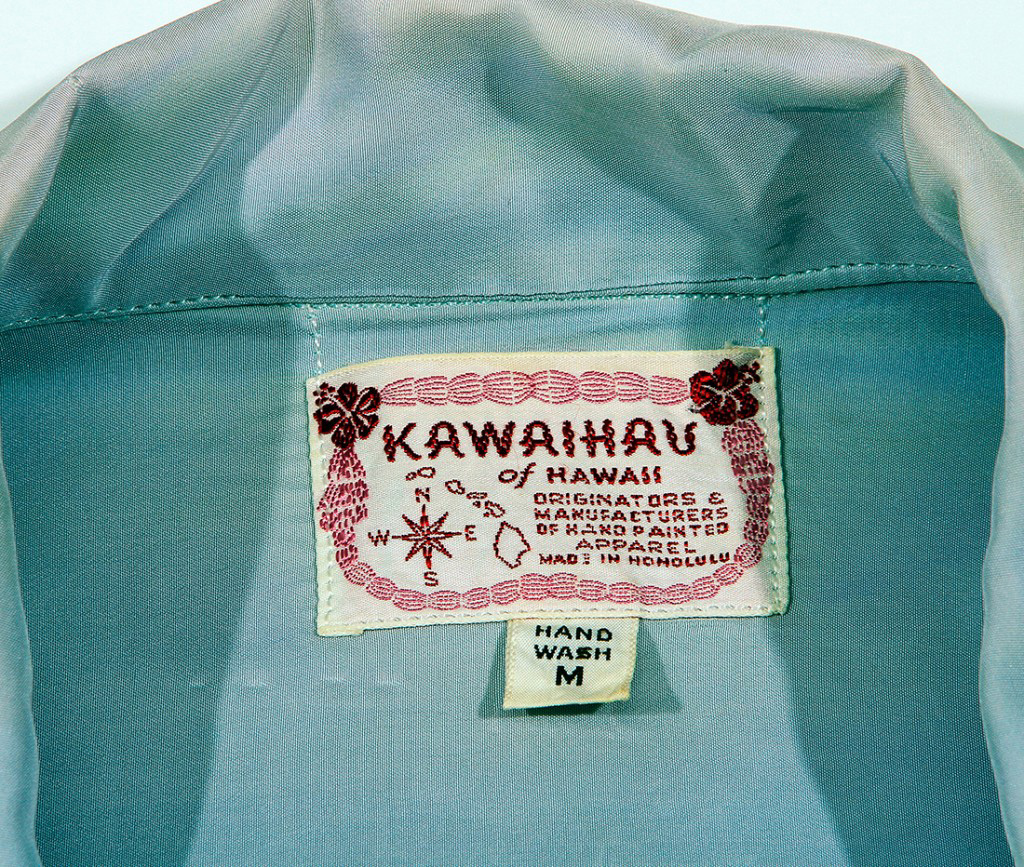 KAWAIHAU
of HAWAII
ORIGINATORS &
MANUFACTURERS
OF HAND PAINTED
APPAREL
MADE IN HONOLULU
N
W E
S
HAND
WASH
M